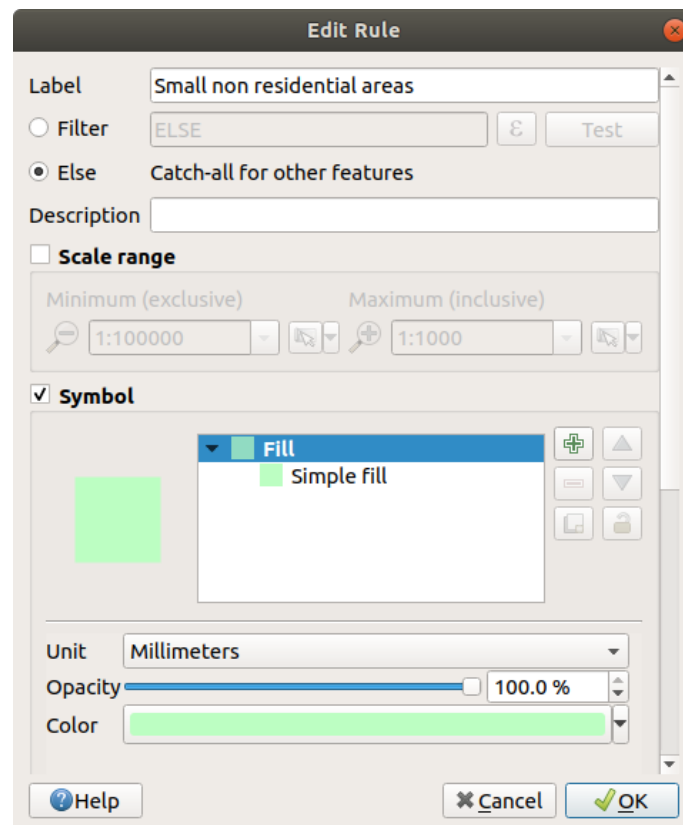 Edit Rule
Label Small non residential areas
Filter ELSE ε Test
Else Catch-all for other features
Description
Scale range
Minimum (exclusive) Maximum (inclusive)
1:100000 1:1000
Symbol
Fill
Simple fill
Unit Millimeters
Opacity 100.0 %
Color
Help Cancel OK